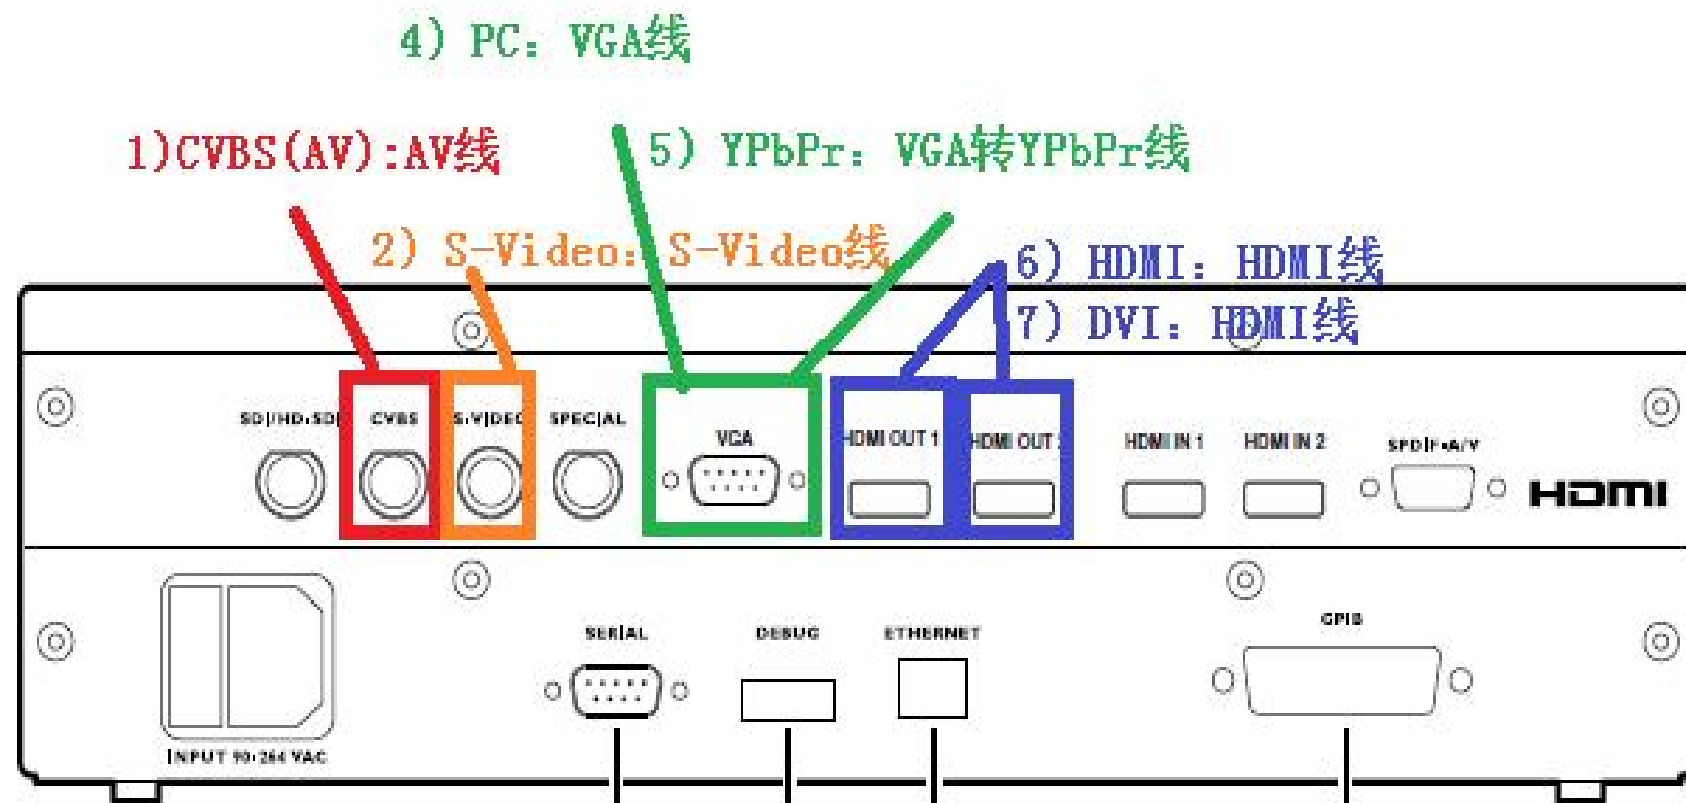 4) PC: VGA线
1)CVBS(AV):AV线
5) YPbPr: VGA转YPbPr线
2) S-Video: S-Video线
6) HDMI: HDMI线
7) DVI: HDMI线
SDI/HD-SDI
CVBS
S-VIDEO
SPECIAL
VGA
HDMI OUT 1
HDMI OUT
HDMI IN 1
HDMI IN 2
SPDIF-A/V
HDMI
SERIAL
DEBUG
ETHERNET
GPIB
INPUT 90-264 VAC